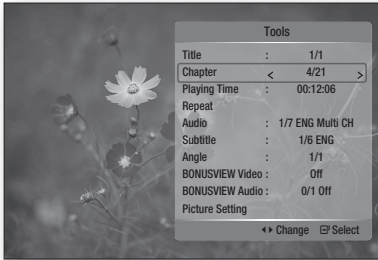 Tools
Title : 1/1
Chapter < 4/21 >
Playing Time : 00:12:06
Repeat
Audio : 1/7 ENG Multi CH
Subtitle : 1/6 ENG
Angle : 1/1
BONUSVIEW Video : Off
BONUSVIEW Audio : 0/1 Off
Picture Setting
Change Select